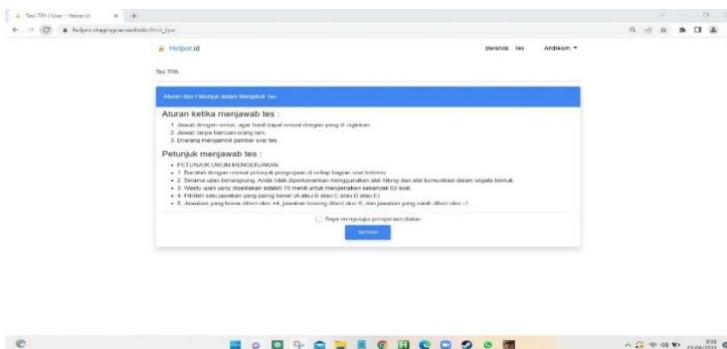 Tes TPA | User :: Helpor.id
Helpor.id
Beranda Tes Andreasm
Tes TPA
Aturan dan Petunjuk dalam Mengikuti tes
Aturan ketika menjawab tes :
1. Jawab dengan serius, agar hasil dapat sesuai dengan yang di inginkan.
2. Jawab tanpa bantuan orang lain.
3. Dilarang mengambil gambar soal tes
Petunjuk menjawab tes :
PETUNJUK UMUM MENGERJAKAN
1. Bacalah dengan cermat petunjuk pengerjaan di setiap bagian soal tertentu.
2. Selama ujian berlangsung, Anda tidak diperkenankan menggunakan alat hitung dan alat komunikasi dalam segala bentuk.
3. Waktu ujian yang disediakan adalah 70 menit untuk mengerjakan sebanyak 60 soal.
4. Pilihlah satu jawaban yang paling benar (A atau B atau C atau D atau E).
5. Jawaban yang benar diberi skor +4, jawaban kosong diberi skor 0, dan jawaban yang salah diberi skor -1.
Saya menyetujui pernyataan diatas